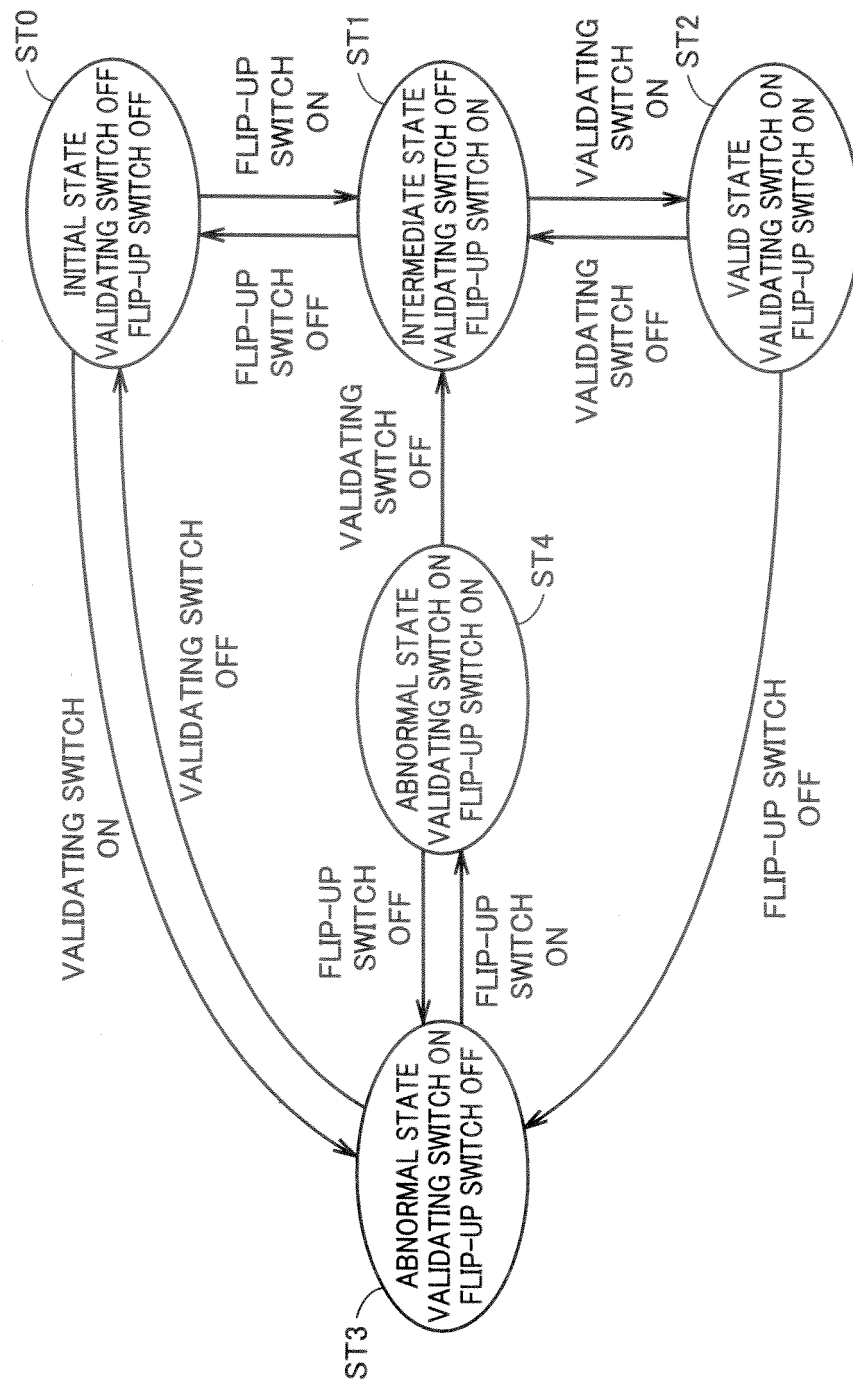 ST0
INITIAL STATE
VALIDATING SWITCH OFF
FLIP-UP SWITCH OFF
FLIP-UP
SWITCH
ON
FLIP-UP
SWITCH
OFF
ST1
INTERMEDIATE STATE
VALIDATING SWITCH OFF
FLIP-UP SWITCH ON
VALIDATING
SWITCH
ON
VALIDATING
SWITCH
OFF
ST2
VALID STATE
VALIDATING SWITCH ON
FLIP-UP SWITCH ON
VALIDATING SWITCH
ON
VALIDATING SWITCH
OFF
VALIDATING
SWITCH
OFF
ST4
ABNORMAL STATE
VALIDATING SWITCH ON
FLIP-UP SWITCH ON
FLIP-UP
SWITCH
OFF
FLIP-UP
SWITCH
ON
FLIP-UP SWITCH
OFF
ST3
ABNORMAL STATE
VALIDATING SWITCH ON
FLIP-UP SWITCH OFF